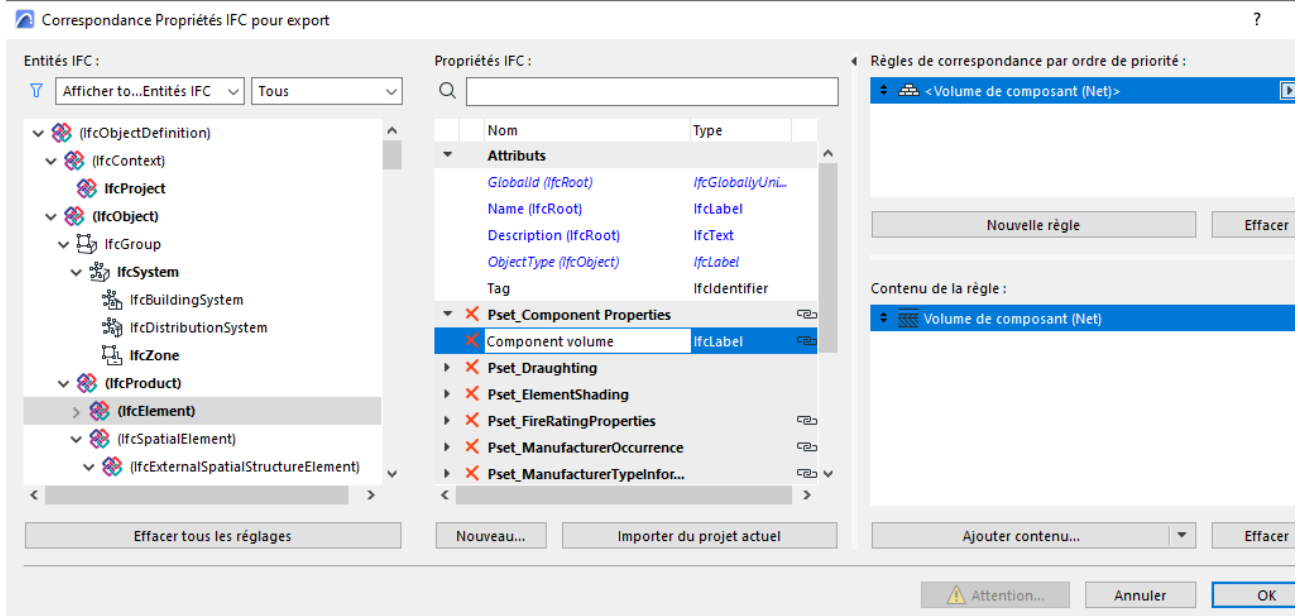 Correspondance Propriétés IFC pour export
?
Entités IFC :
Afficher to...Entités IFC
Tous
(IfcObjectDefinition)
(IfcContext)
IfcProject
(IfcObject)
IfcGroup
IfcSystem
IfcBuildingSystem
IfcDistributionSystem
IfcZone
(IfcProduct)
(IfcElement)
(IfcSpatialElement)
(IfcExternalSpatialStructureElement)
Effacer tous les réglages
Propriétés IFC :
Nom Type
Attributs
GlobalId (IfcRoot) IfcGloballyUni...
Name (IfcRoot) IfcLabel
Description (IfcRoot) IfcText
ObjectType (IfcObject) IfcLabel
Tag IfcIdentifier
Pset_Component Properties
Component volume IfcLabel
Pset_Draughting
Pset_ElementShading
Pset_FireRatingProperties
Pset_ManufacturerOccurrence
Pset_ManufacturerTypeInfor...
Nouveau... Importer du projet actuel
Règles de correspondance par ordre de priorité :
<Volume de composant (Net)>
Nouvelle règle Effacer
Contenu de la règle :
Volume de composant (Net)
Ajouter contenu... Effacer
Attention... Annuler OK